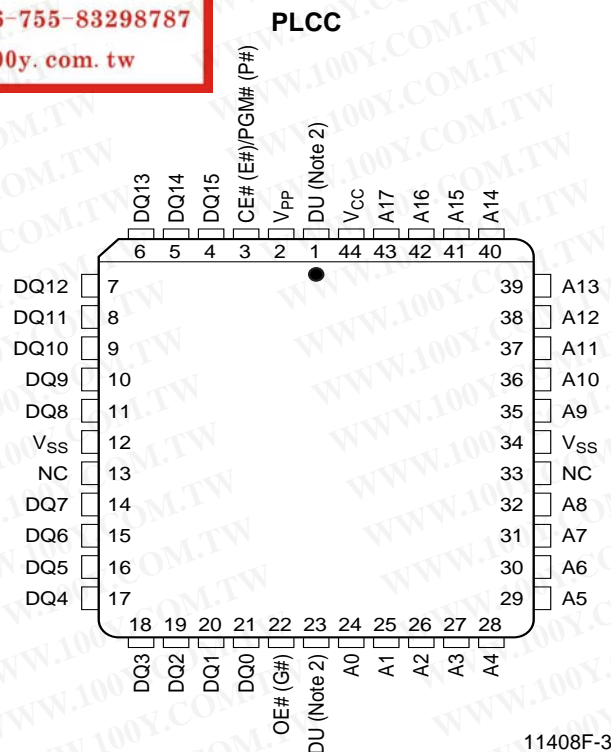 6-755-83298787
00y. com. tw
PLCC
DQ13
DQ14
DQ15
CE# (E#)/PGM# (P#)
VPP
DU (Note 2)
VCC
A17
A16
A15
A14
6 5 4 3 2 1 44 43 42 41 40
DQ12 7 39 A13
DQ11 8 38 A12
DQ10 9 37 A11
DQ9 10 36 A10
DQ8 11 35 A9
VSS 12 34 VSS
NC 13 33 NC
DQ7 14 32 A8
DQ6 15 31 A7
DQ5 16 30 A6
DQ4 17 29 A5
18 19 20 21 22 23 24 25 26 27 28
DQ3
DQ2
DQ1
DQ0
OE# (G#)
DU (Note 2)
A0
A1
A2
A3
A4
11408F-3
WWW.100Y.COM.TW